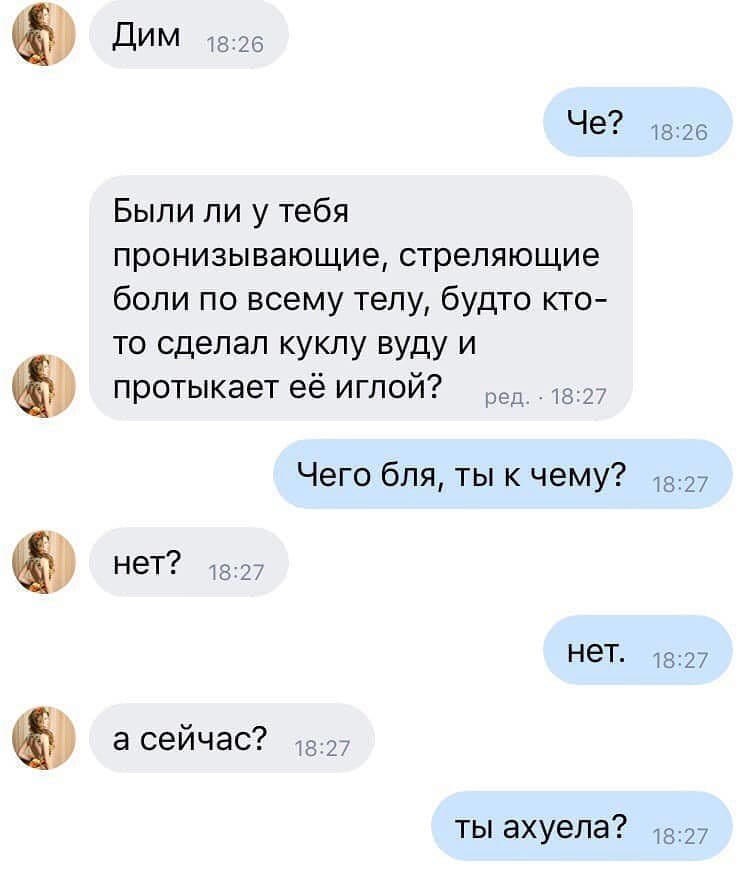 Дим 18:26
Че? 18:26
Были ли у тебя
пронизывающие, стреляющие
боли по всему телу, будто кто-
то сделал куклу вуду и
протыкает её иглой? ред. · 18:27
Чего бля, ты к чему? 18:27
нет? 18:27
нет. 18:27
а сейчас? 18:27
ты ахуела? 18:27